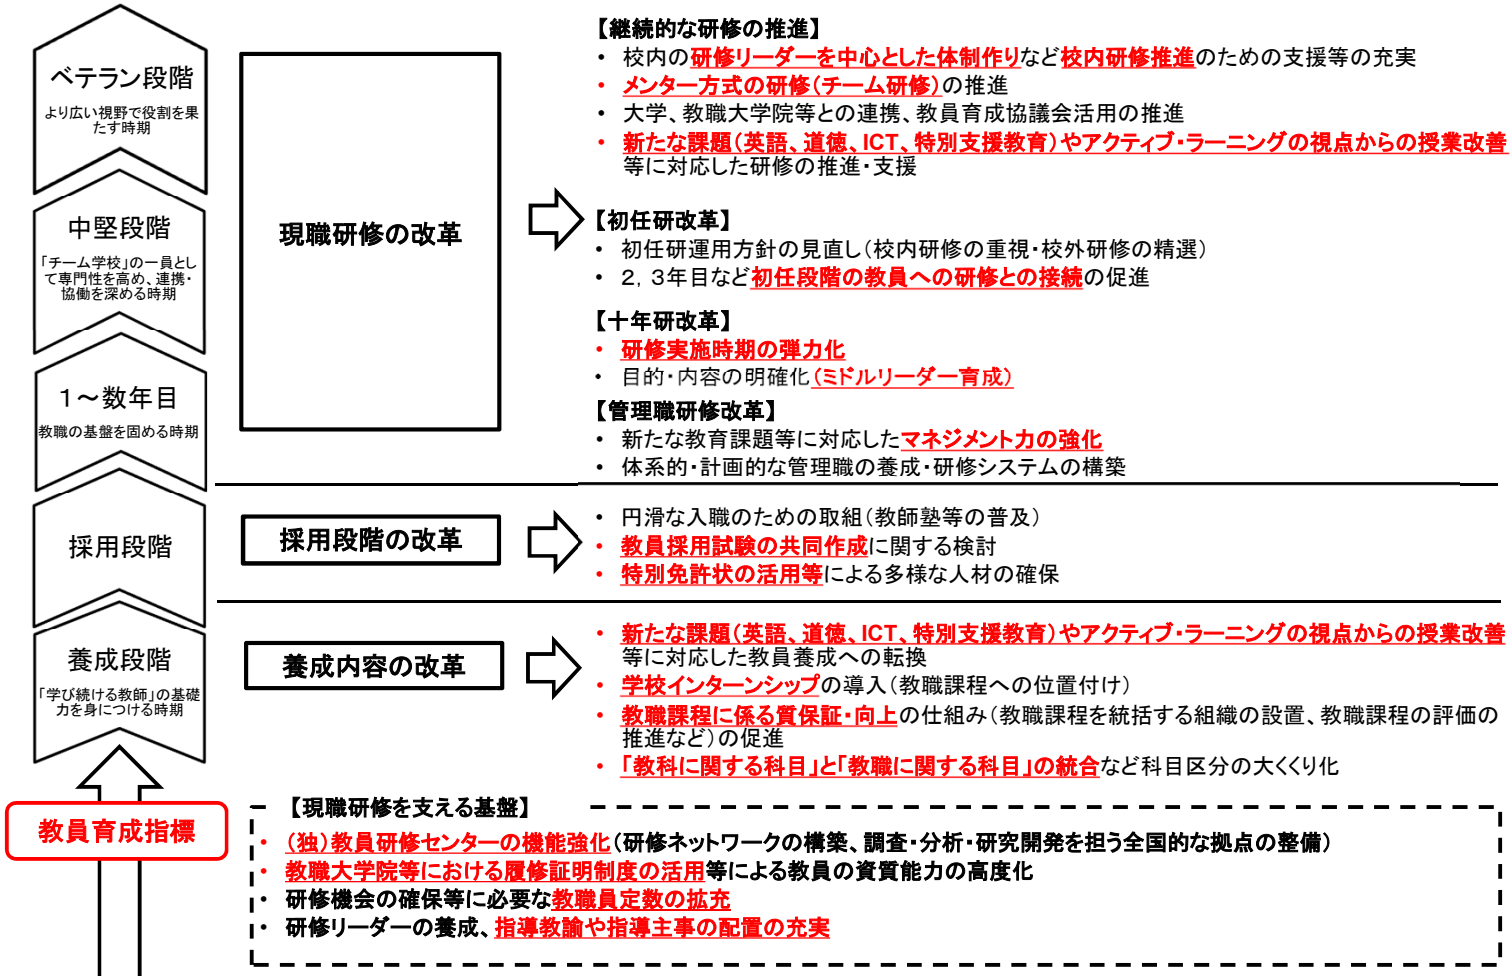 ベテラン段階
より広い視野で役割を果
たす時期
中堅段階
「チーム学校」の一員とし
て専門性を高め、連携・
協働を深める時期
１～数年目
教職の基盤を固める時期
採用段階
養成段階
「学び続ける教師」の基礎
力を身につける時期
教員育成指標
現職研修の改革
【継続的な研修の推進】
・ 校内の研修リーダーを中心とした体制作りなど校内研修推進のための支援等の充実
・ メンター方式の研修（チーム研修）の推進
・ 大学、教職大学院等との連携、教員育成協議会活用の推進
・ 新たな課題（英語、道徳、ICT、特別支援教育）やアクティブ・ラーニングの視点からの授業改善
等に対応した研修の推進・支援
【初任研改革】
・ 初任研運用方針の見直し（校内研修の重視・校外研修の精選）
・ ２，３年目など初任段階の教員への研修との接続の促進
【十年研改革】
・ 研修実施時期の弾力化
・ 目的・内容の明確化（ミドルリーダー育成）
【管理職研修改革】
・ 新たな教育課題等に対応したマネジメント力の強化
・ 体系的・計画的な管理職の養成・研修システムの構築
採用段階の改革
・ 円滑な入職のための取組（教師塾等の普及）
・ 教員採用試験の共同作成に関する検討
・ 特別免許状の活用等による多様な人材の確保
養成内容の改革
・ 新たな課題（英語、道徳、ICT、特別支援教育）やアクティブ・ラーニングの視点からの授業改善
等に対応した教員養成への転換
・ 学校インターンシップの導入（教職課程への位置付け）
・ 教職課程に係る質保証・向上の仕組み（教職課程を統括する組織の設置、教職課程の評価の
推進など）の促進
・ 「教科に関する科目」と「教職に関する科目」の統合など科目区分の大くくり化
【現職研修を支える基盤】
・ （独）教員研修センターの機能強化（研修ネットワークの構築、調査・分析・研究開発を担う全国的な拠点の整備）
・ 教職大学院等における履修証明制度の活用等による教員の資質能力の高度化
・ 研修機会の確保等に必要な教職員定数の拡充
・ 研修リーダーの養成、指導教諭や指導主事の配置の充実